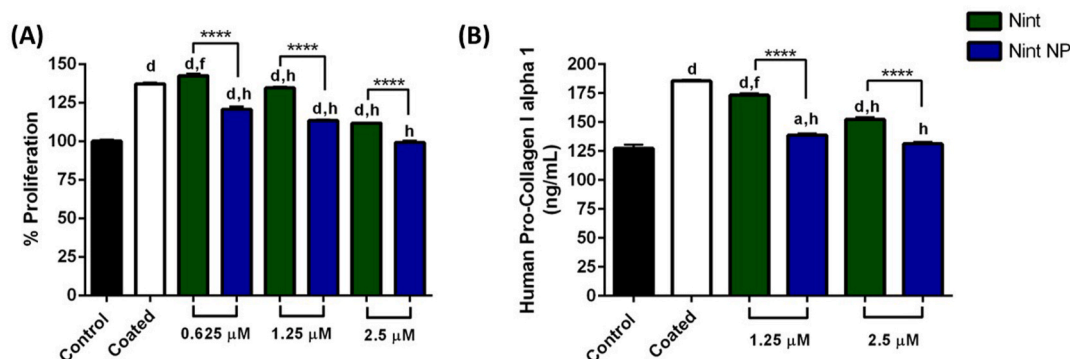 (A)
% Proliferation
150
125
100
75
50
25
0
d
d,f
****
d,h
d,h
****
d,h
d,h
****
h
Control
Coated
0.625 µM
1.25 µM
2.5 µM
(B)
Human Pro-Collagen I alpha 1
(ng/mL)
200
175
150
125
100
75
50
25
0
d
d,f
****
a,h
d,h
****
h
Control
Coated
1.25 µM
2.5 µM
Nint
Nint NP